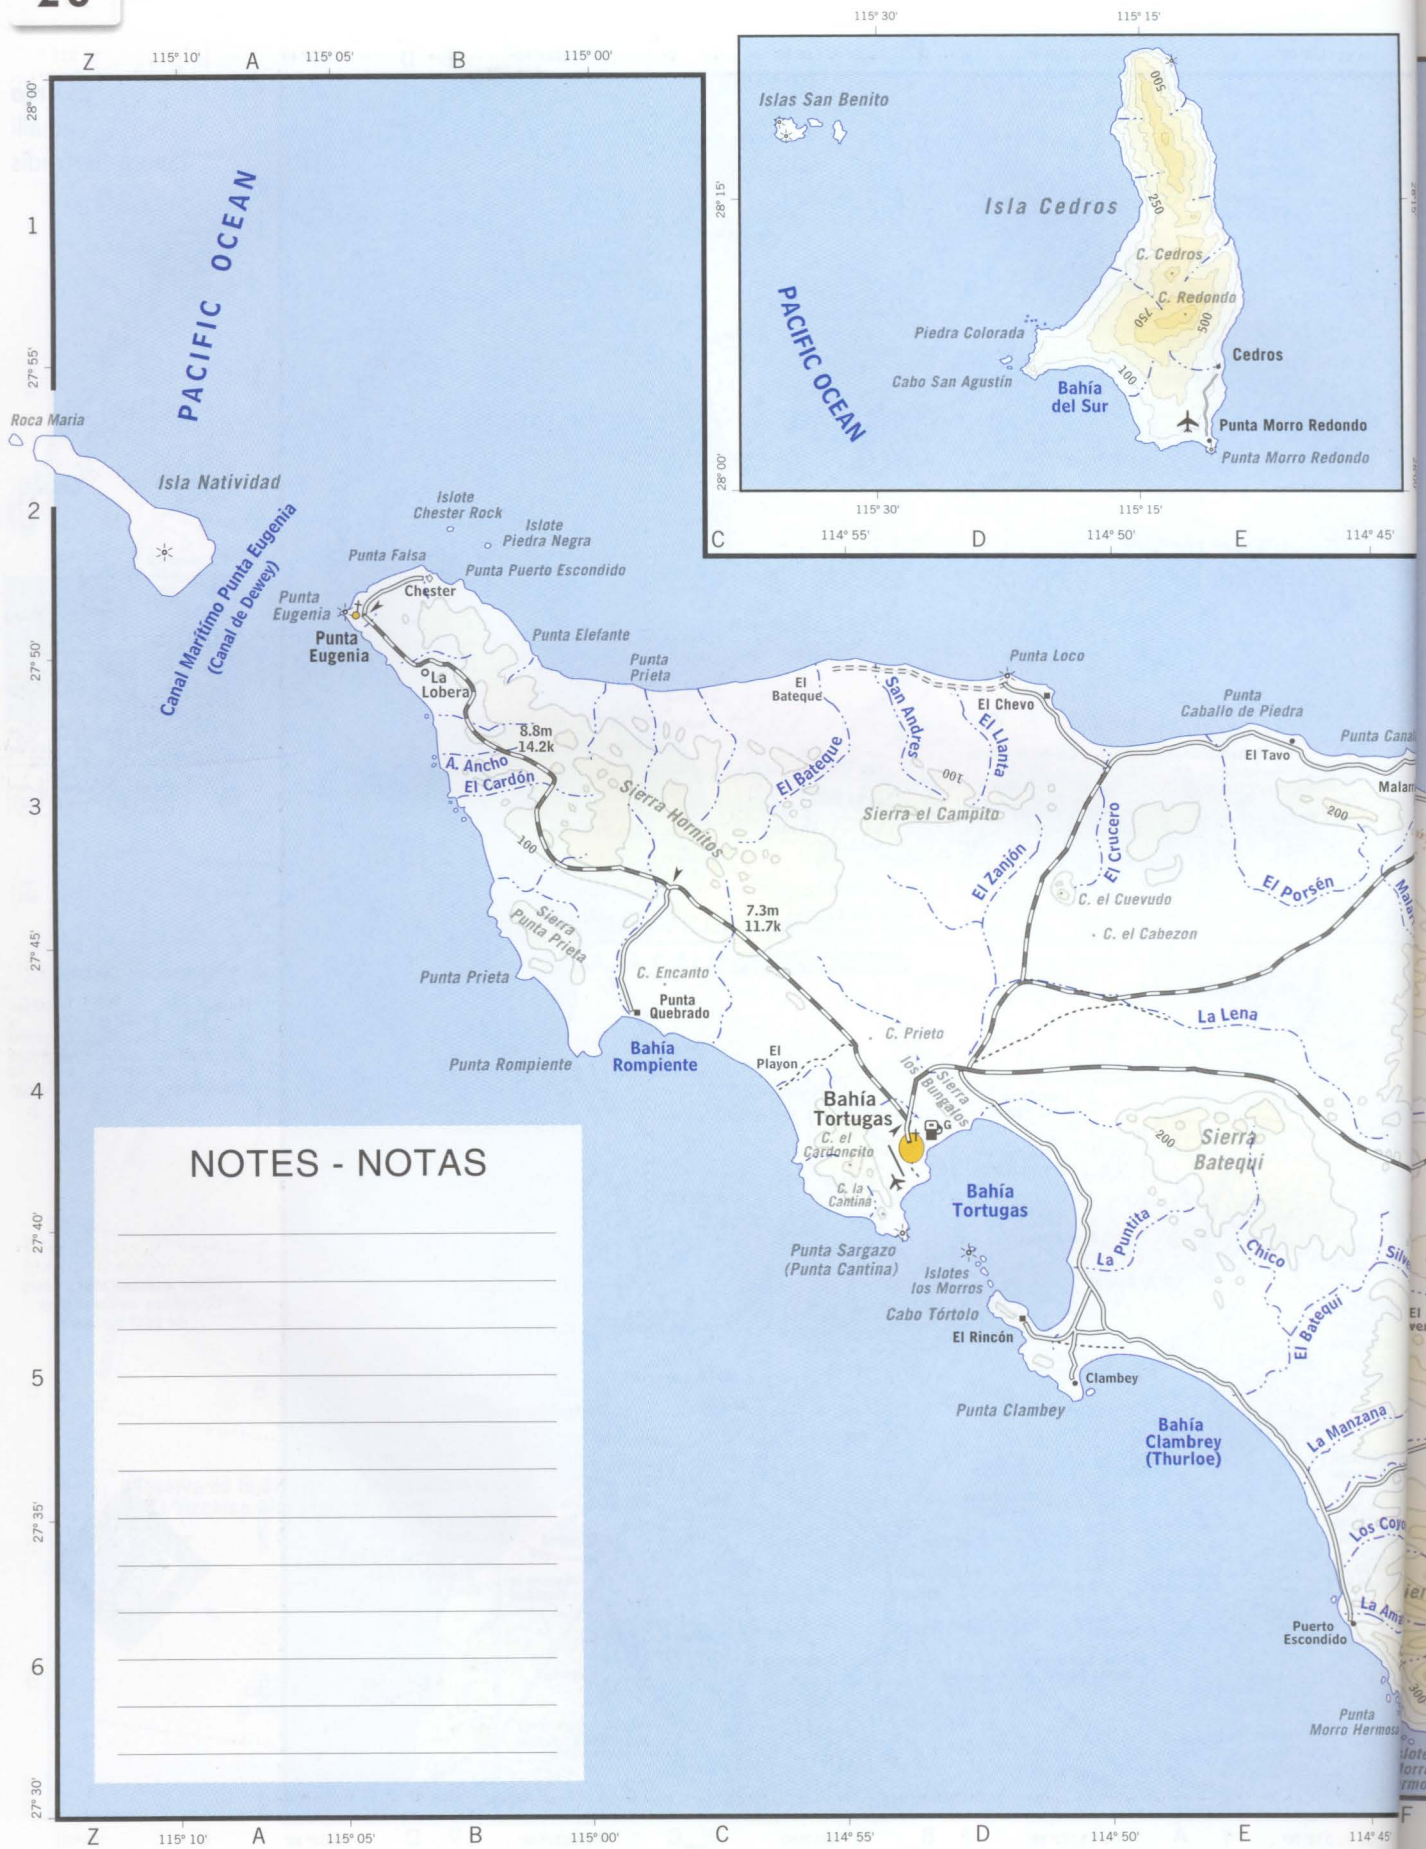 Z
115° 10'
A
115° 05'
B
115° 00'
115° 30'
115° 15'
28° 00'
1
27° 55'
2
27° 50'
3
27° 45'
4
27° 40'
5
27° 35'
6
27° 30'
PACIFIC OCEAN
Roca Maria
Isla Natividad
Canal Marítimo Punta Eugenia
(Canal de Dewey)
Islas San Benito
Isla Cedros
500
250
C. Cedros
C. Redondo
750
500
28° 15'
PACIFIC OCEAN
Piedra Colorada
Cabo San Agustín
100
Bahía
del Sur
Cedros
Punta Morro Redondo
Punta Morro Redondo
28° 00'
115° 30'
115° 15'
C
114° 55'
D
114° 50'
E
114° 45'
Islote
Chester Rock
Islote
Piedra Negra
Punta Falsa
Punta Puerto Escondido
Chester
Punta
Eugenia
Punta
Eugenia
Punta Elefante
La
Lobera
Punta
Prieta
El
Bateque
San Andres
Punta Loco
El Chevo
El Llanta
Punta
Caballo de Piedra
El Tavo
Punta Cana
Malar
8.8m
14.2k
A. Ancho
El Cardón
Sierra Hornitos
El Bateque
100
Sierra el Campito
El Crucero
200
100
El Zanjón
El Porsén
C. el Cuevudo
C. el Cabezon
Sierra
Punta Prieta
7.3m
11.7k
Punta Prieta
C. Encanto
Punta
Quebrado
La Lena
C. Prieto
Punta Rompiente
Bahía
Rompiente
El
Playon
Sierra
los Bungalos
Bahía
Tortugas
G
C. el
Cardoncito
C. la
Cantina
200
Sierra
Batequi
Bahía
Tortugas
La Puntita
Chico
Silve
Punta Sargazo
(Punta Cantina)
Islotes
los Morros
Cabo Tórtolo
El Rincón
El Batequi
El
Clambey
Punta Clambey
Bahía
Clambrey
(Thurloe)
La Manzana
Los Coyo
La Ama
Puerto
Escondido
300
Punta
Morro Hermosa
NOTES - NOTAS
Z
115° 10'
A
115° 05'
B
115° 00'
C
114° 55'
D
114° 50'
E
114° 45'
F